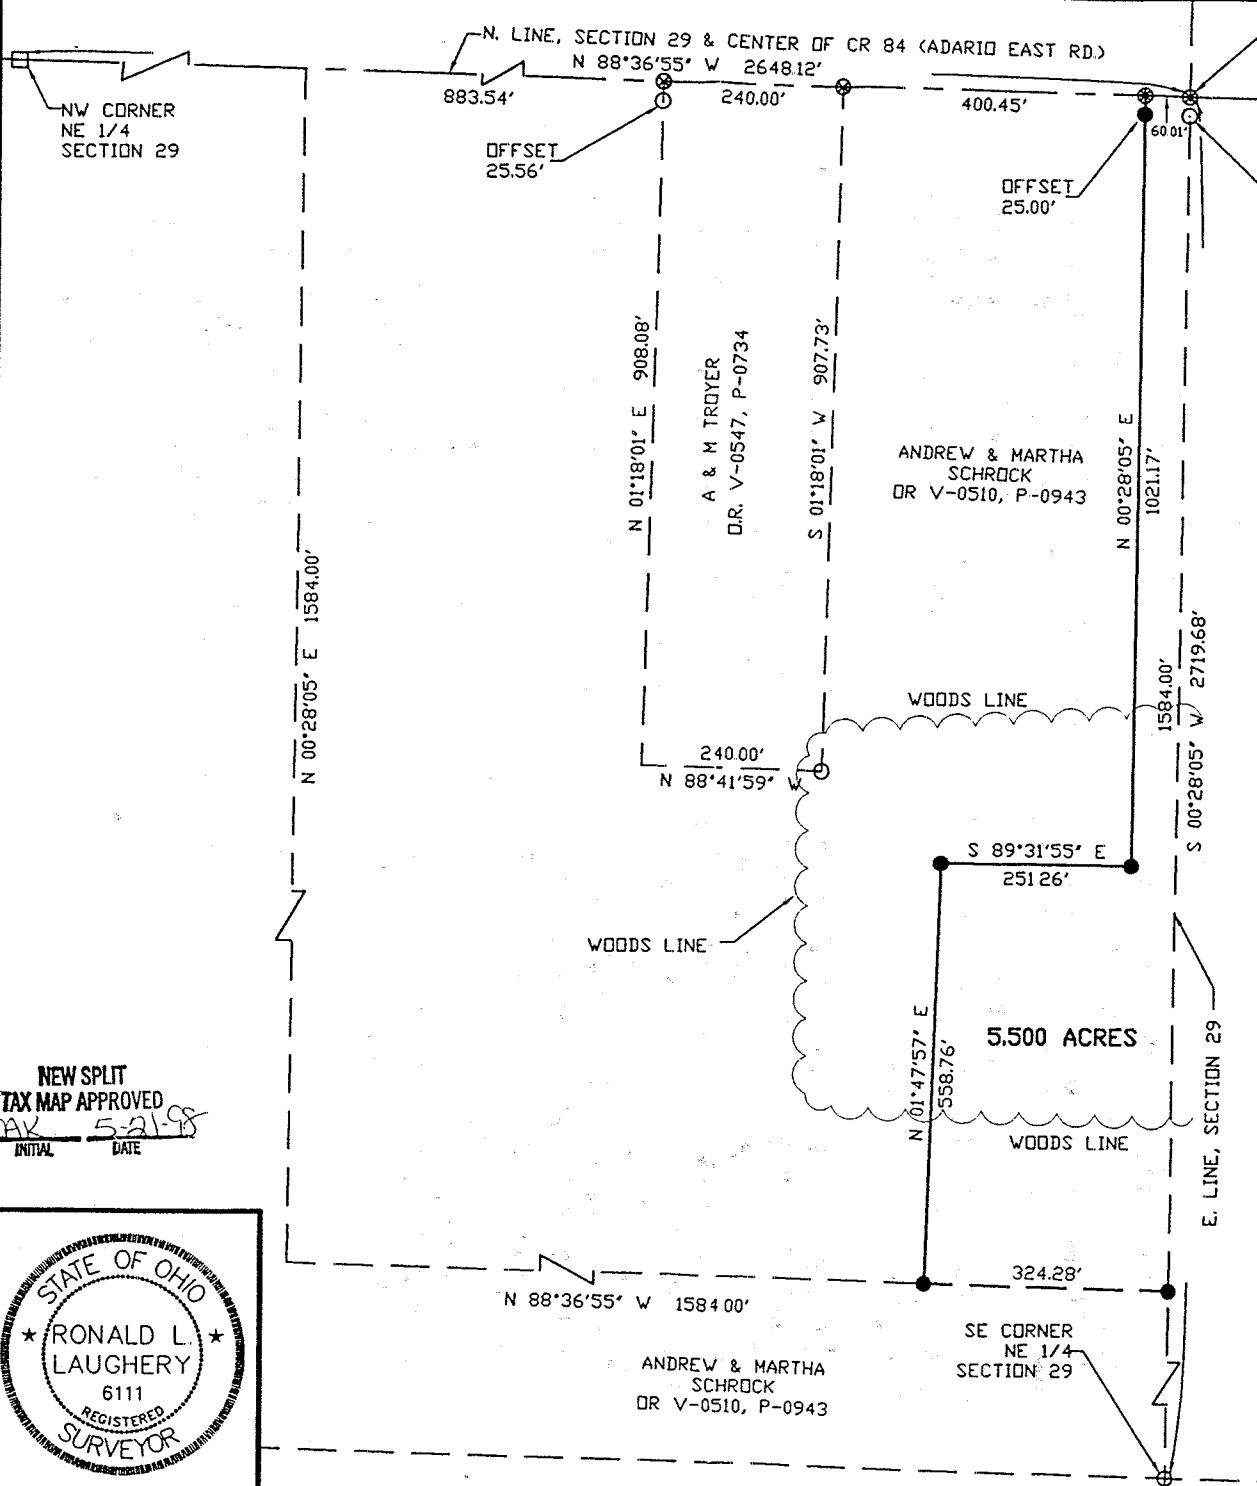 N. LINE, SECTION 29 & CENTER OF CR 84 (ADARIO EAST RD.)
N 88°36'55" W 2648.12'
883.54'
240.00'
400.45'
60.01'
NW CORNER
NE 1/4
SECTION 29
OFFSET
25.56'
OFFSET
25.00'
N 01°18'01" E 908.08'
A & M TROYER
O.R. V-0547, P-0734
S 01°18'01" W 907.73'
ANDREW & MARTHA
SCHROCK
OR V-0510, P-0943
N 00°28'05" E
1021.17'
N 00°28'05" E 1584.00'
1584.00'
S 00°28'05" W 2719.68'
WOODS LINE
240.00'
N 88°41'59" W
S 89°31'55" E
251.26'
WOODS LINE
N 01°47'57" E
558.76'
5.500 ACRES
E. LINE, SECTION 29
NEW SPLIT
TAX MAP APPROVED
AK 5-21-98
INITIAL DATE
WOODS LINE
324.28'
N 88°36'55" W 1584.00'
SE CORNER
NE 1/4
SECTION 29
ANDREW & MARTHA
SCHROCK
OR V-0510, P-0943
STATE OF OHIO
RONALD L.
LAUGHERY
6111
REGISTERED
SURVEYOR